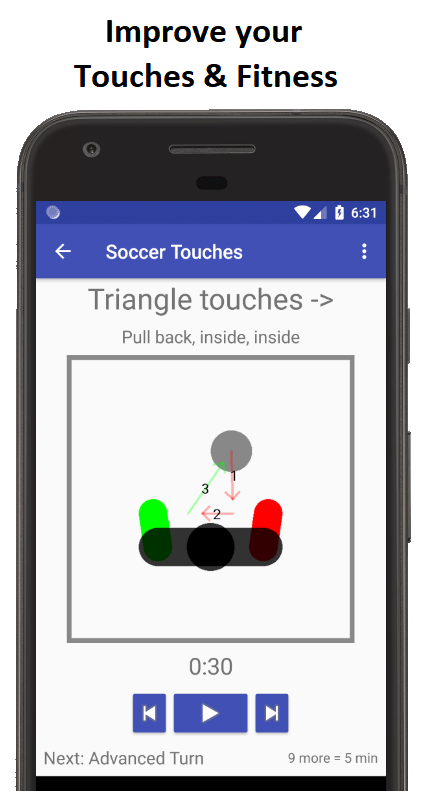 Improve your
Touches & Fitness
6:31
Soccer Touches
Triangle touches ->
Pull back, inside, inside
1
3
2
0:30
Next: Advanced Turn
9 more = 5 min